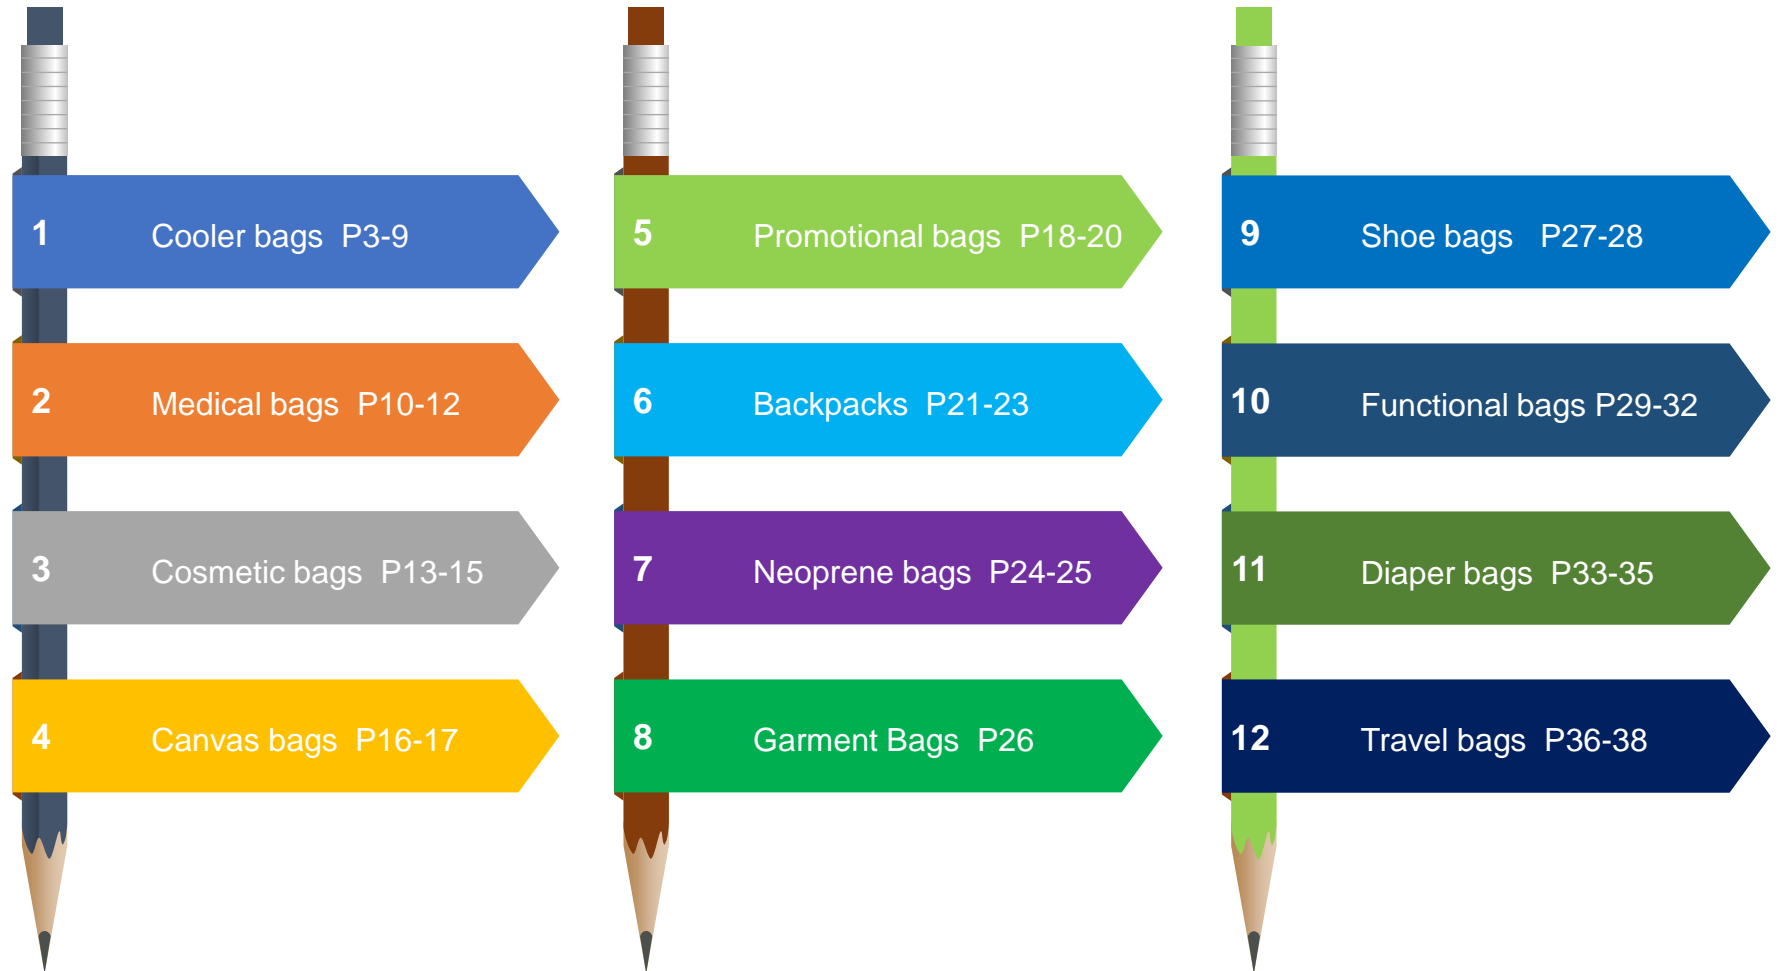 1 Cooler bags P3-9
2 Medical bags P10-12
3 Cosmetic bags P13-15
4 Canvas bags P16-17
5 Promotional bags P18-20
6 Backpacks P21-23
7 Neoprene bags P24-25
8 Garment Bags P26
9 Shoe bags P27-28
10 Functional bags P29-32
11 Diaper bags P33-35
12 Travel bags P36-38